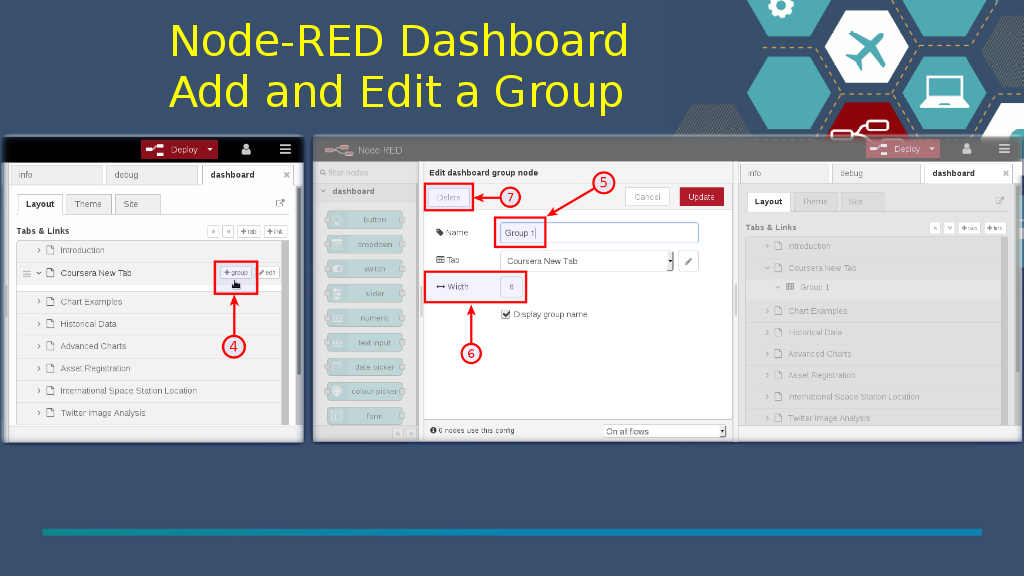 Node-RED Dashboard
Add and Edit a Group
Deploy
info
debug
dashboard
Layout
Theme
Site
Tabs & Links
+tab
+link
Introduction
Coursera New Tab
+group
edit
Chart Examples
Historical Data
Advanced Charts
Asset Registration
International Space Station Location
Twitter Image Analysis
4
Node-RED
filter nodes
dashboard
button
dropdown
switch
slider
numeric
text input
date picker
colour picker
form
Edit dashboard group node
Delete
7
5
Cancel
Update
Name
Group 1
Tab
Coursera New Tab
Width
6
Display group name
6
0 nodes use this config
On all flows
Deploy
info
debug
dashboard
Layout
Theme
Site
Tabs & Links
+tab
+link
Introduction
Coursera New Tab
Group 1
Chart Examples
Historical Data
Advanced Charts
Asset Registration
International Space Station Location
Twitter Image Analysis